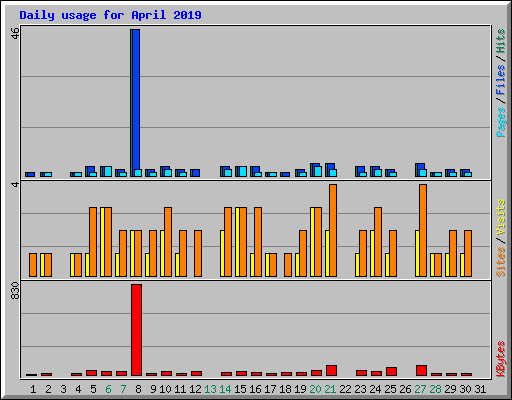 Daily usage for April 2019
46
Pages / Files / Hits
4
Sites / Visits
830
KBytes
1 2 3 4 5 6 7 8 9 10 11 12 13 14 15 16 17 18 19 20 21 22 23 24 25 26 27 28 29 30 31